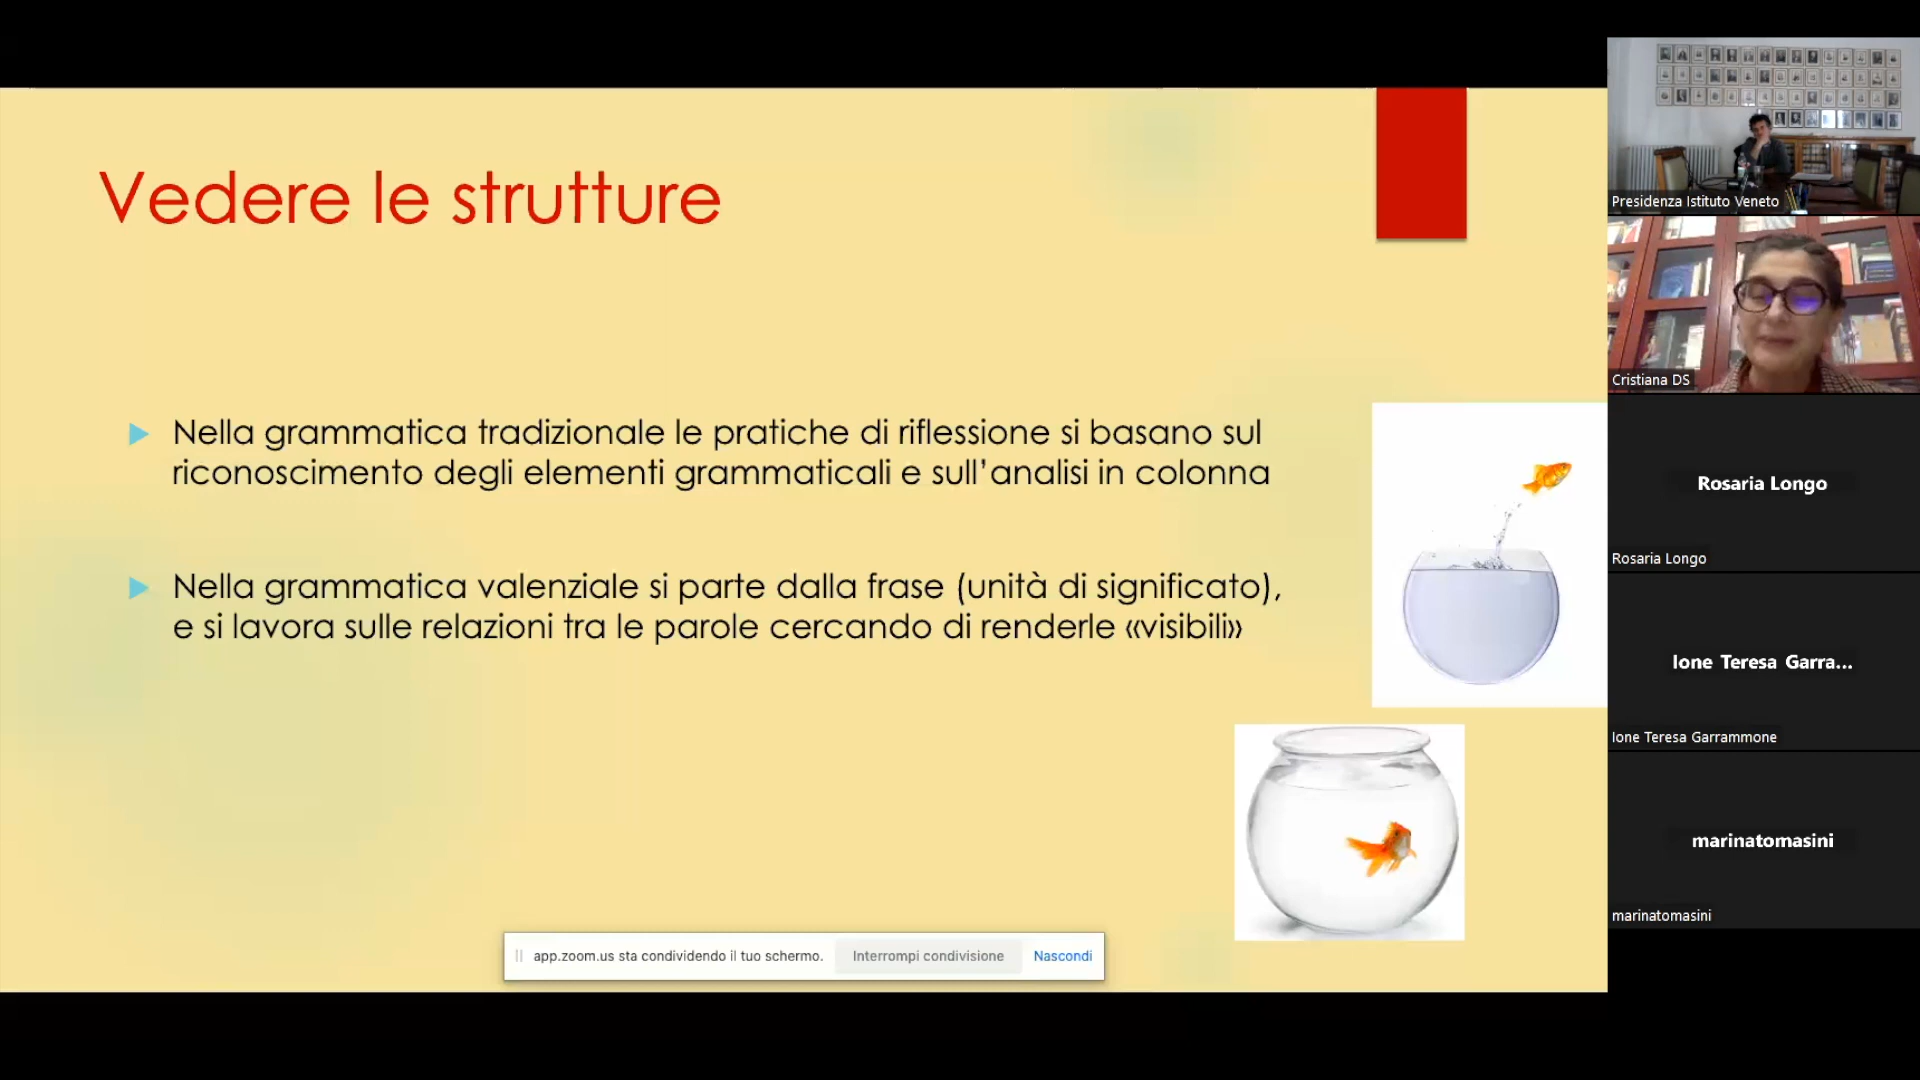 Vedere le strutture
Nella grammatica tradizionale le pratiche di riflessione si basano sul
riconoscimento degli elementi grammaticali e sull’analisi in colonna
Nella grammatica valenziale si parte dalla frase (unità di significato),
e si lavora sulle relazioni tra le parole cercando di renderle «visibili»
app.zoom.us sta condividendo il tuo schermo.
Interrompi condivisione
Nascondi
Presidenza Istituto Veneto
Cristiana DS
Rosaria Longo
Rosaria Longo
Ione Teresa Garra...
Ione Teresa Garrammone
marinatomasini
marinatomasini